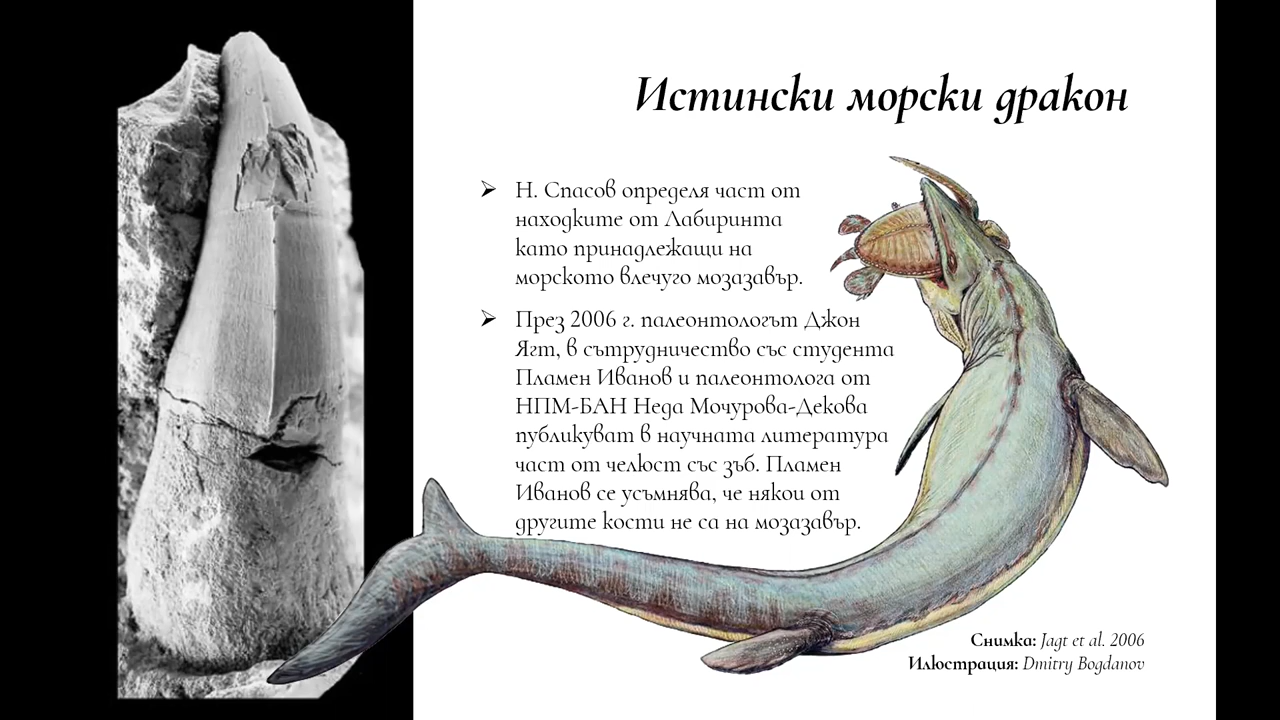 Истински морски дракон
➢ Н. Спасов определя част от
находките от Лабиринта
като принадлежащи на
морското влечуго мозазавър.
➢ През 2006 г. палеонтологът Джон
Ягт, в сътрудничество със студента
Пламен Иванов и палеонтолога от
НПМ-БАН Неда Мочурова-Декова
публикуват в научната литература
част от челюст със зъб. Пламен
Иванов се усъмнява, че някои от
другите кости не са на мозазавър.
Снимка: Jagt et al. 2006
Илюстрация: Dmitry Bogdanov